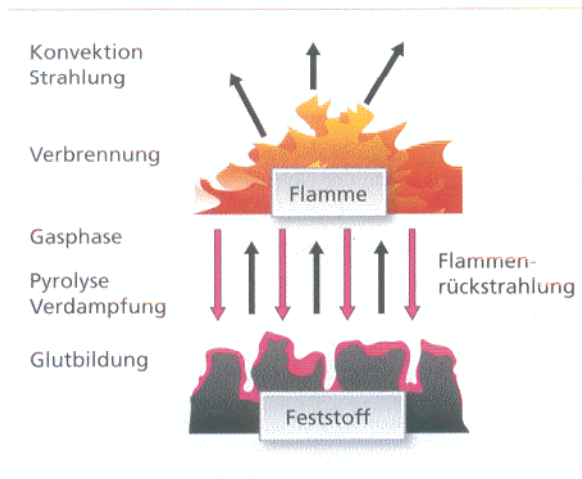 Konvektion
Strahlung
Verbrennung
Flamme
Gasphase
Pyrolyse
Verdampfung
Flammen-
rückstrahlung
Glutbildung
Feststoff